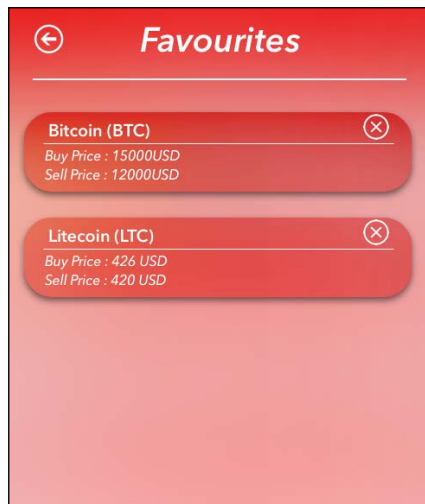 Favourites
Bitcoin (BTC)
Buy Price : 15000USD
Sell Price : 12000USD
Litecoin (LTC)
Buy Price : 426 USD
Sell Price : 420 USD